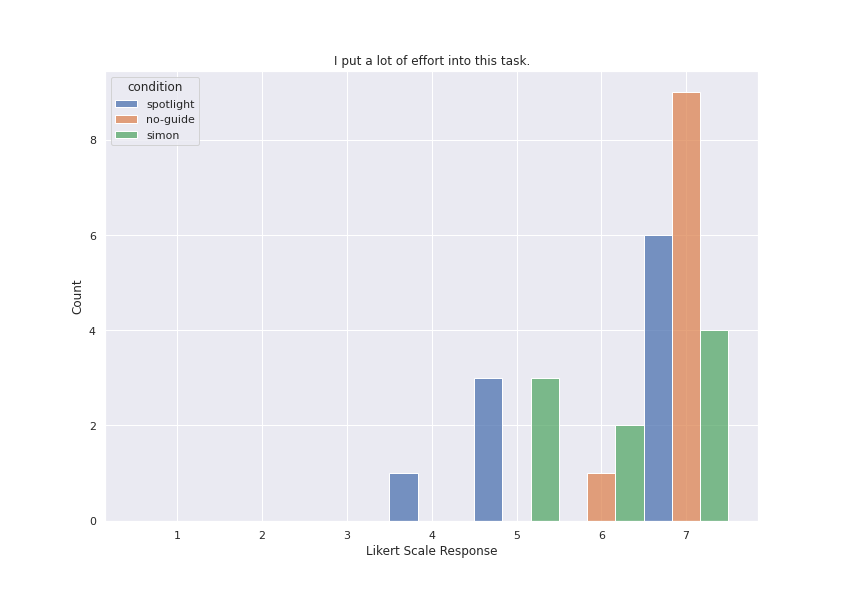 I put a lot of effort into this task.
condition
spotlight
no-guide
simon
8
6
4
2
0
Count
1 2 3 4 5 6 7
Likert Scale Response